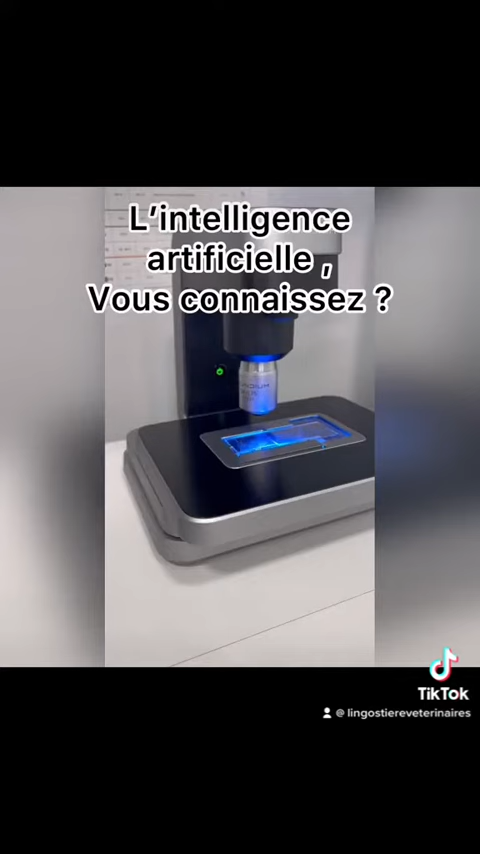 L'intelligence
artificielle ,
Vous connaissez ?
TikTok
@ lingostiereveterinaires